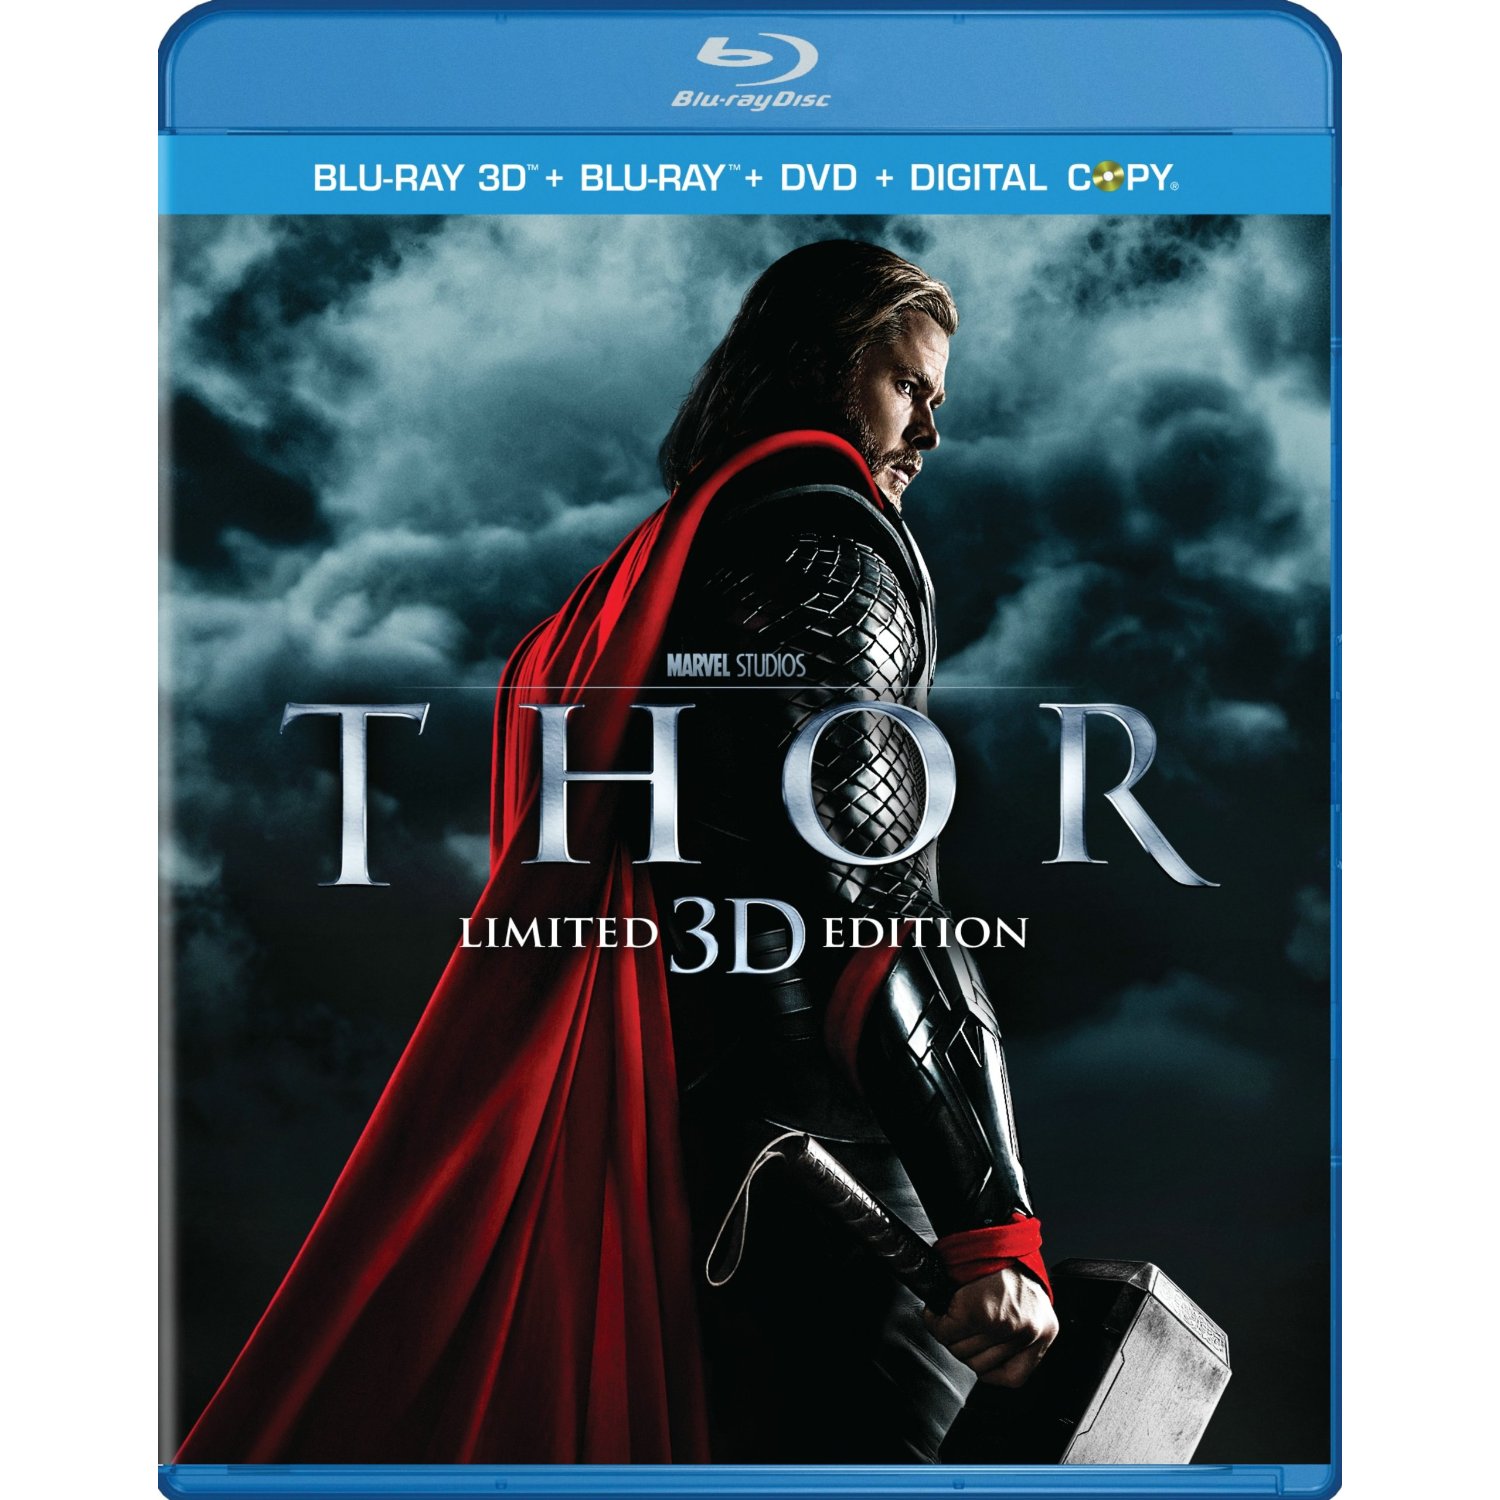 Blu-ray Disc
BLU-RAY 3D™ + BLU-RAY™ + DVD + DIGITAL COPY®
MARVEL STUDIOS
THOR
LIMITED 3D EDITION